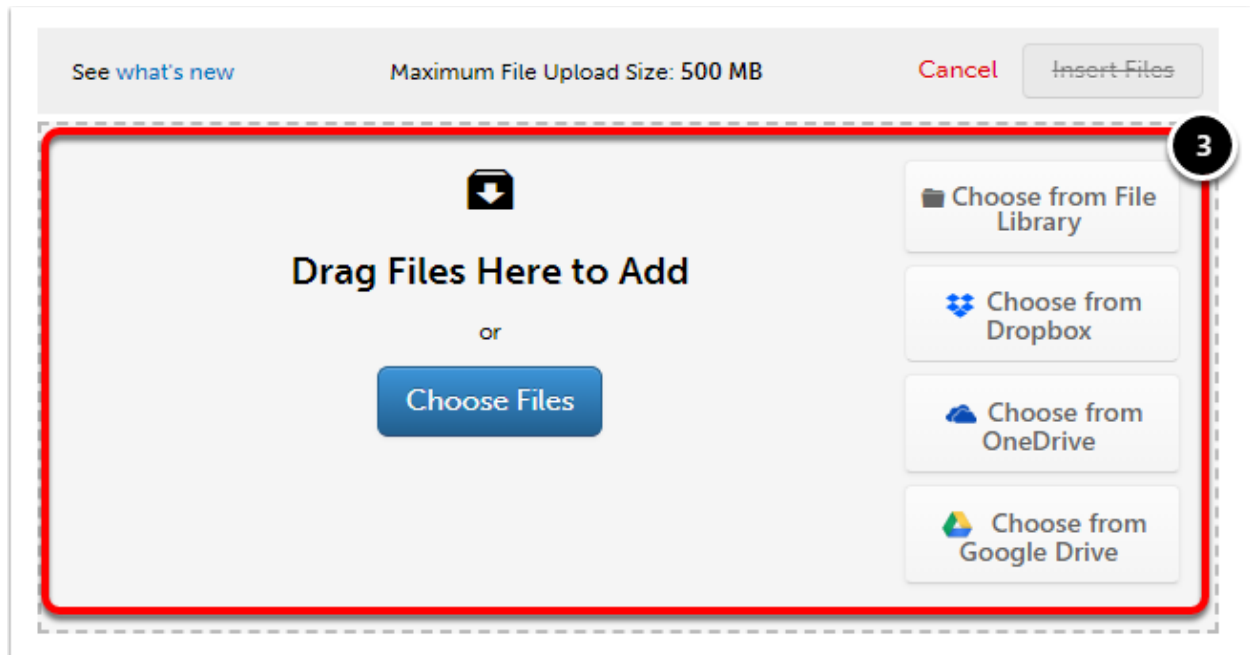 See what's new
Maximum File Upload Size: 500 MB
Cancel
Insert Files
3
Drag Files Here to Add
or
Choose Files
Choose from File
Library
Choose from
Dropbox
Choose from
OneDrive
Choose from
Google Drive